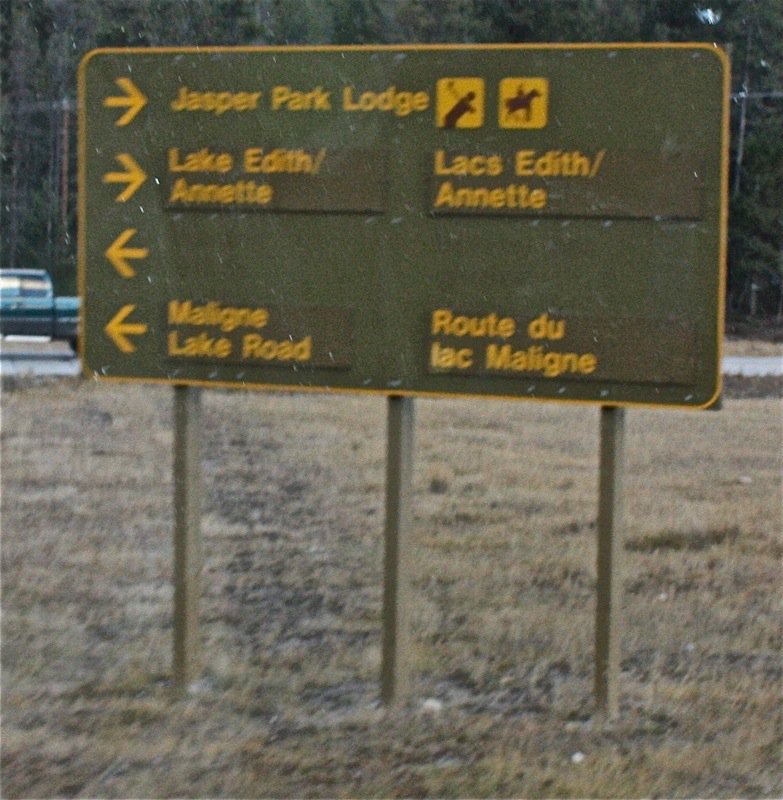 Jasper Park Lodge
Lake Edith/
Annette
Lacs Edith/
Annette
Maligne
Lake Road
Route du
lac Maligne